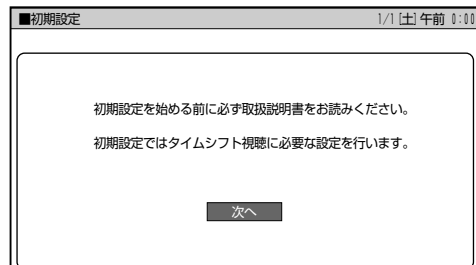 ■初期設定 1/1[土]午前 0:00
初期設定を始める前に必ず取扱説明書をお読みください。
初期設定ではタイムシフト視聴に必要な設定を行います。
次へ